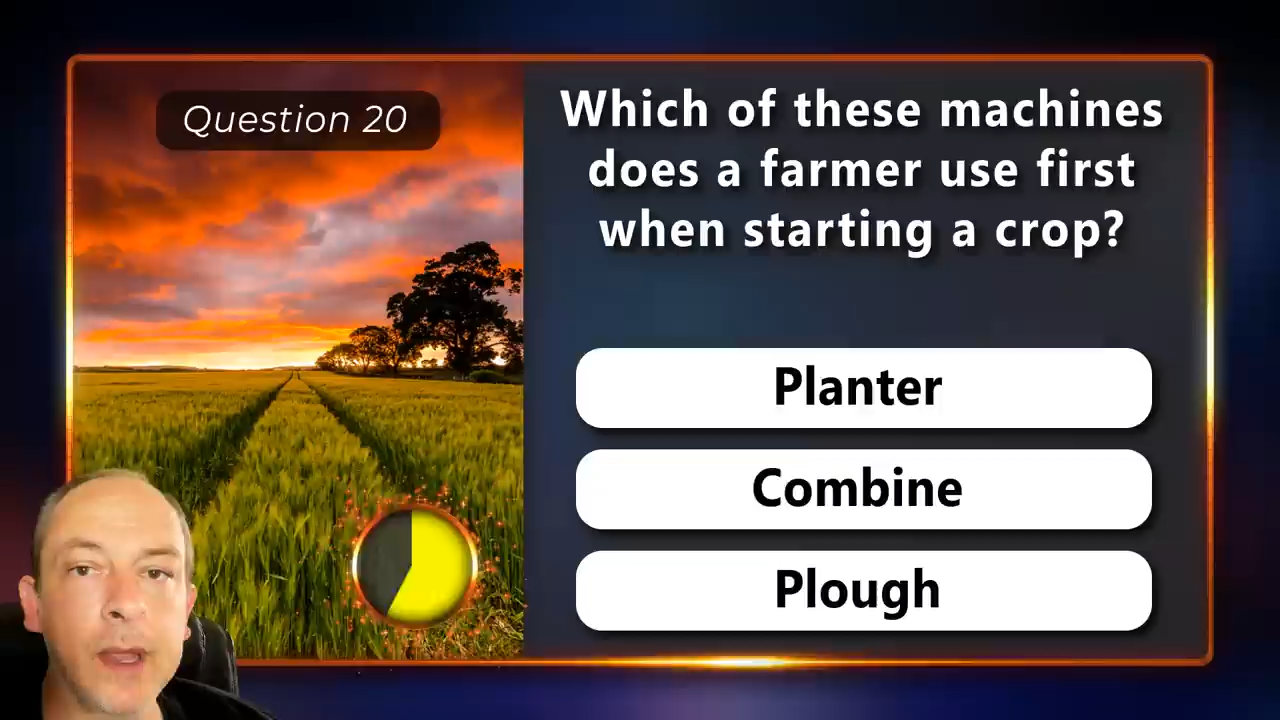 Question 20
Which of these machines
does a farmer use first
when starting a crop?
Planter
Combine
Plough